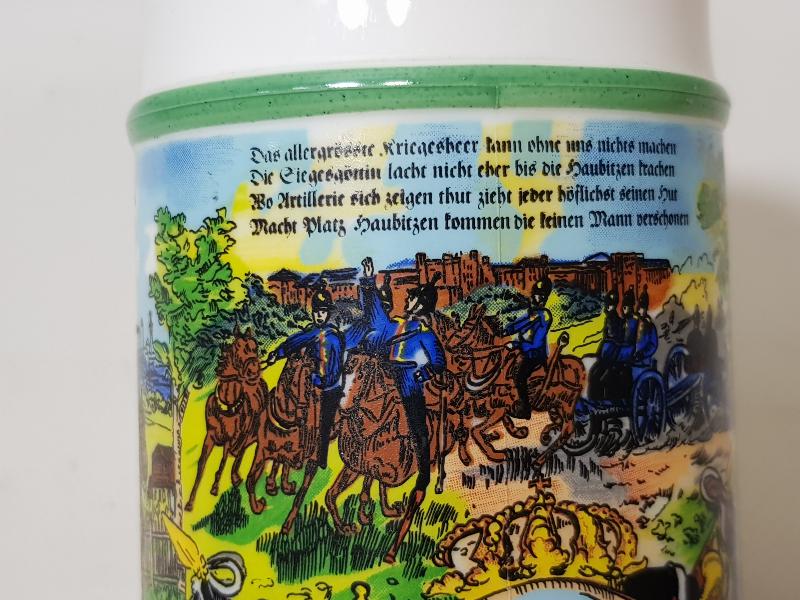 Das allergrösste Kriegesheer kann ohne uns nichts machen
Die Siegesgöttin lacht nicht eher bis die Haubitzen krachen
Wo Artillerie sich zeigen thut zieht jeder höflichst seinen Hut
Macht Platz Haubitzen kommen die keinen Mann verschonen